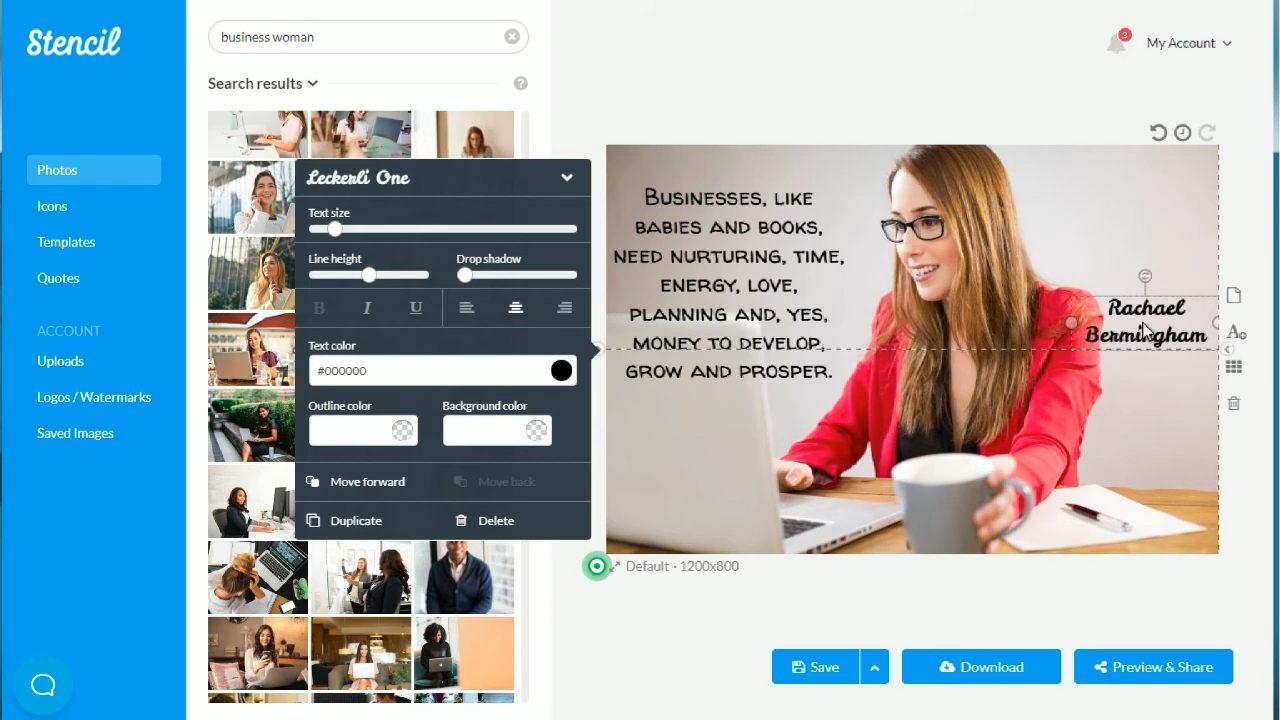 Stencil
business woman
Search results
?
3
My Account
Photos
Icons
Templates
Quotes
ACCOUNT
Uploads
Logos / Watermarks
Saved Images
Leckerli One
Text size
Line height
Drop shadow
B
I
U
Text color
#000000
Outline color
Background color
Move forward
Move back
Duplicate
Delete
Businesses, like
babies and books,
need nurturing, time,
energy, love,
planning and, yes,
money to develop,
grow and prosper.
Rachael
Bermingham
A
Default · 1200x800
Save
Download
Preview & Share